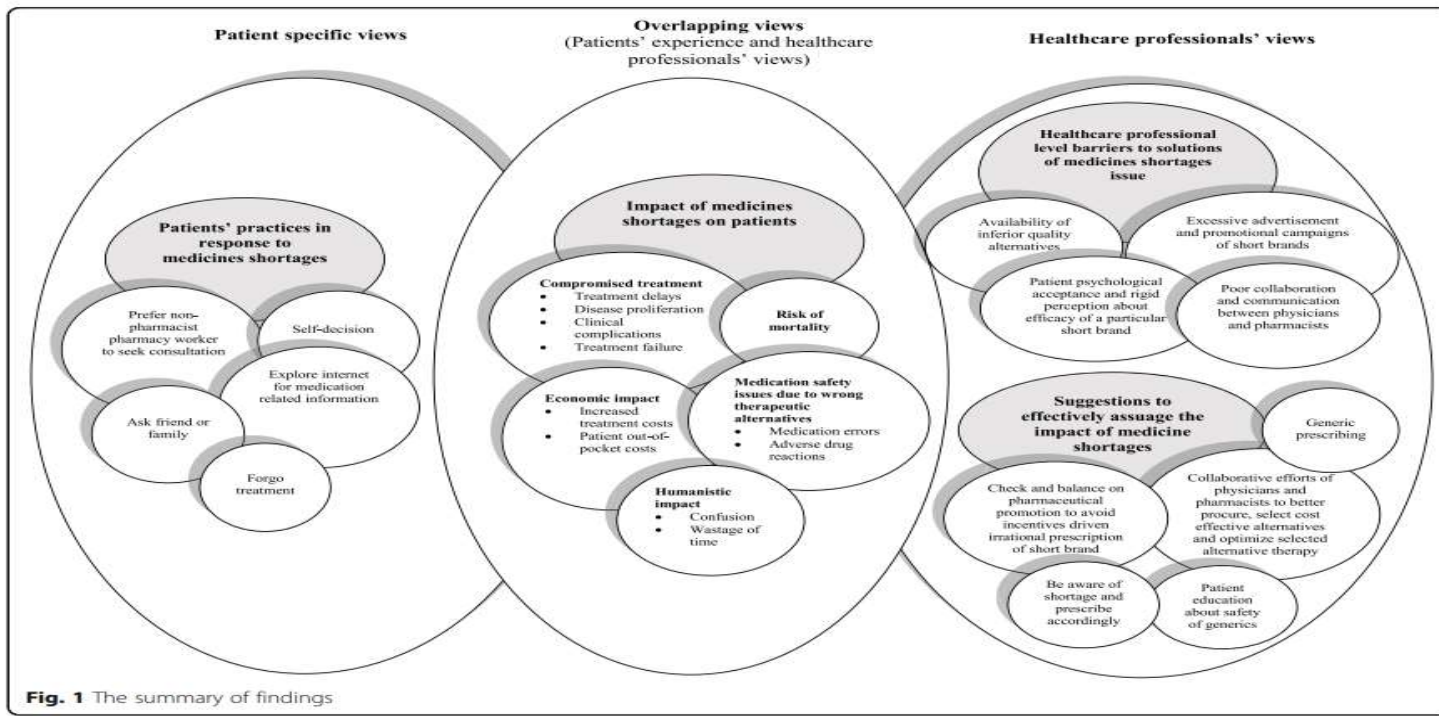 Patient specific views
Overlapping views
(Patients' experience and healthcare
professionals' views)
Healthcare professionals' views
Patients' practices in
response to
medicines shortages
Prefer non-
pharmacist
pharmacy worker
to seek consultation
Self-decision
Explore internet
for medication
related information
Ask friend or
family
Forgo
treatment
Impact of medicines
shortages on patients
Compromised treatment
• Treatment delays
• Disease proliferation
• Clinical
complications
• Treatment failure
Risk of
mortality
Economic impact
• Increased
treatment costs
• Patient out-of-
pocket costs
Medication safety
issues due to wrong
therapeutic
alternatives
• Medication errors
• Adverse drug
reactions
Humanistic
impact
• Confusion
• Wastage of
time
Healthcare professional
level barriers to solutions
of medicines shortages
issue
Availability of
inferior quality
alternatives
Excessive advertisement
and promotional campaigns
of short brands
Patient psychological
acceptance and rigid
perception about
efficacy of a particular
short brand
Poor collaboration
and communication
between physicians
and pharmacists
Suggestions to
effectively assuage the
impact of medicine
shortages
Generic
prescribing
Check and balance on
pharmaceutical
promotion to avoid
incentives driven
irrational prescription
of short brand
Collaborative efforts of
physicians and
pharmacists to better
procure, select cost
effective alternatives
and optimize selected
alternative therapy
Be aware of
shortage and
prescribe
accordingly
Patient
education
about safety
of generics
Fig. 1 The summary of findings